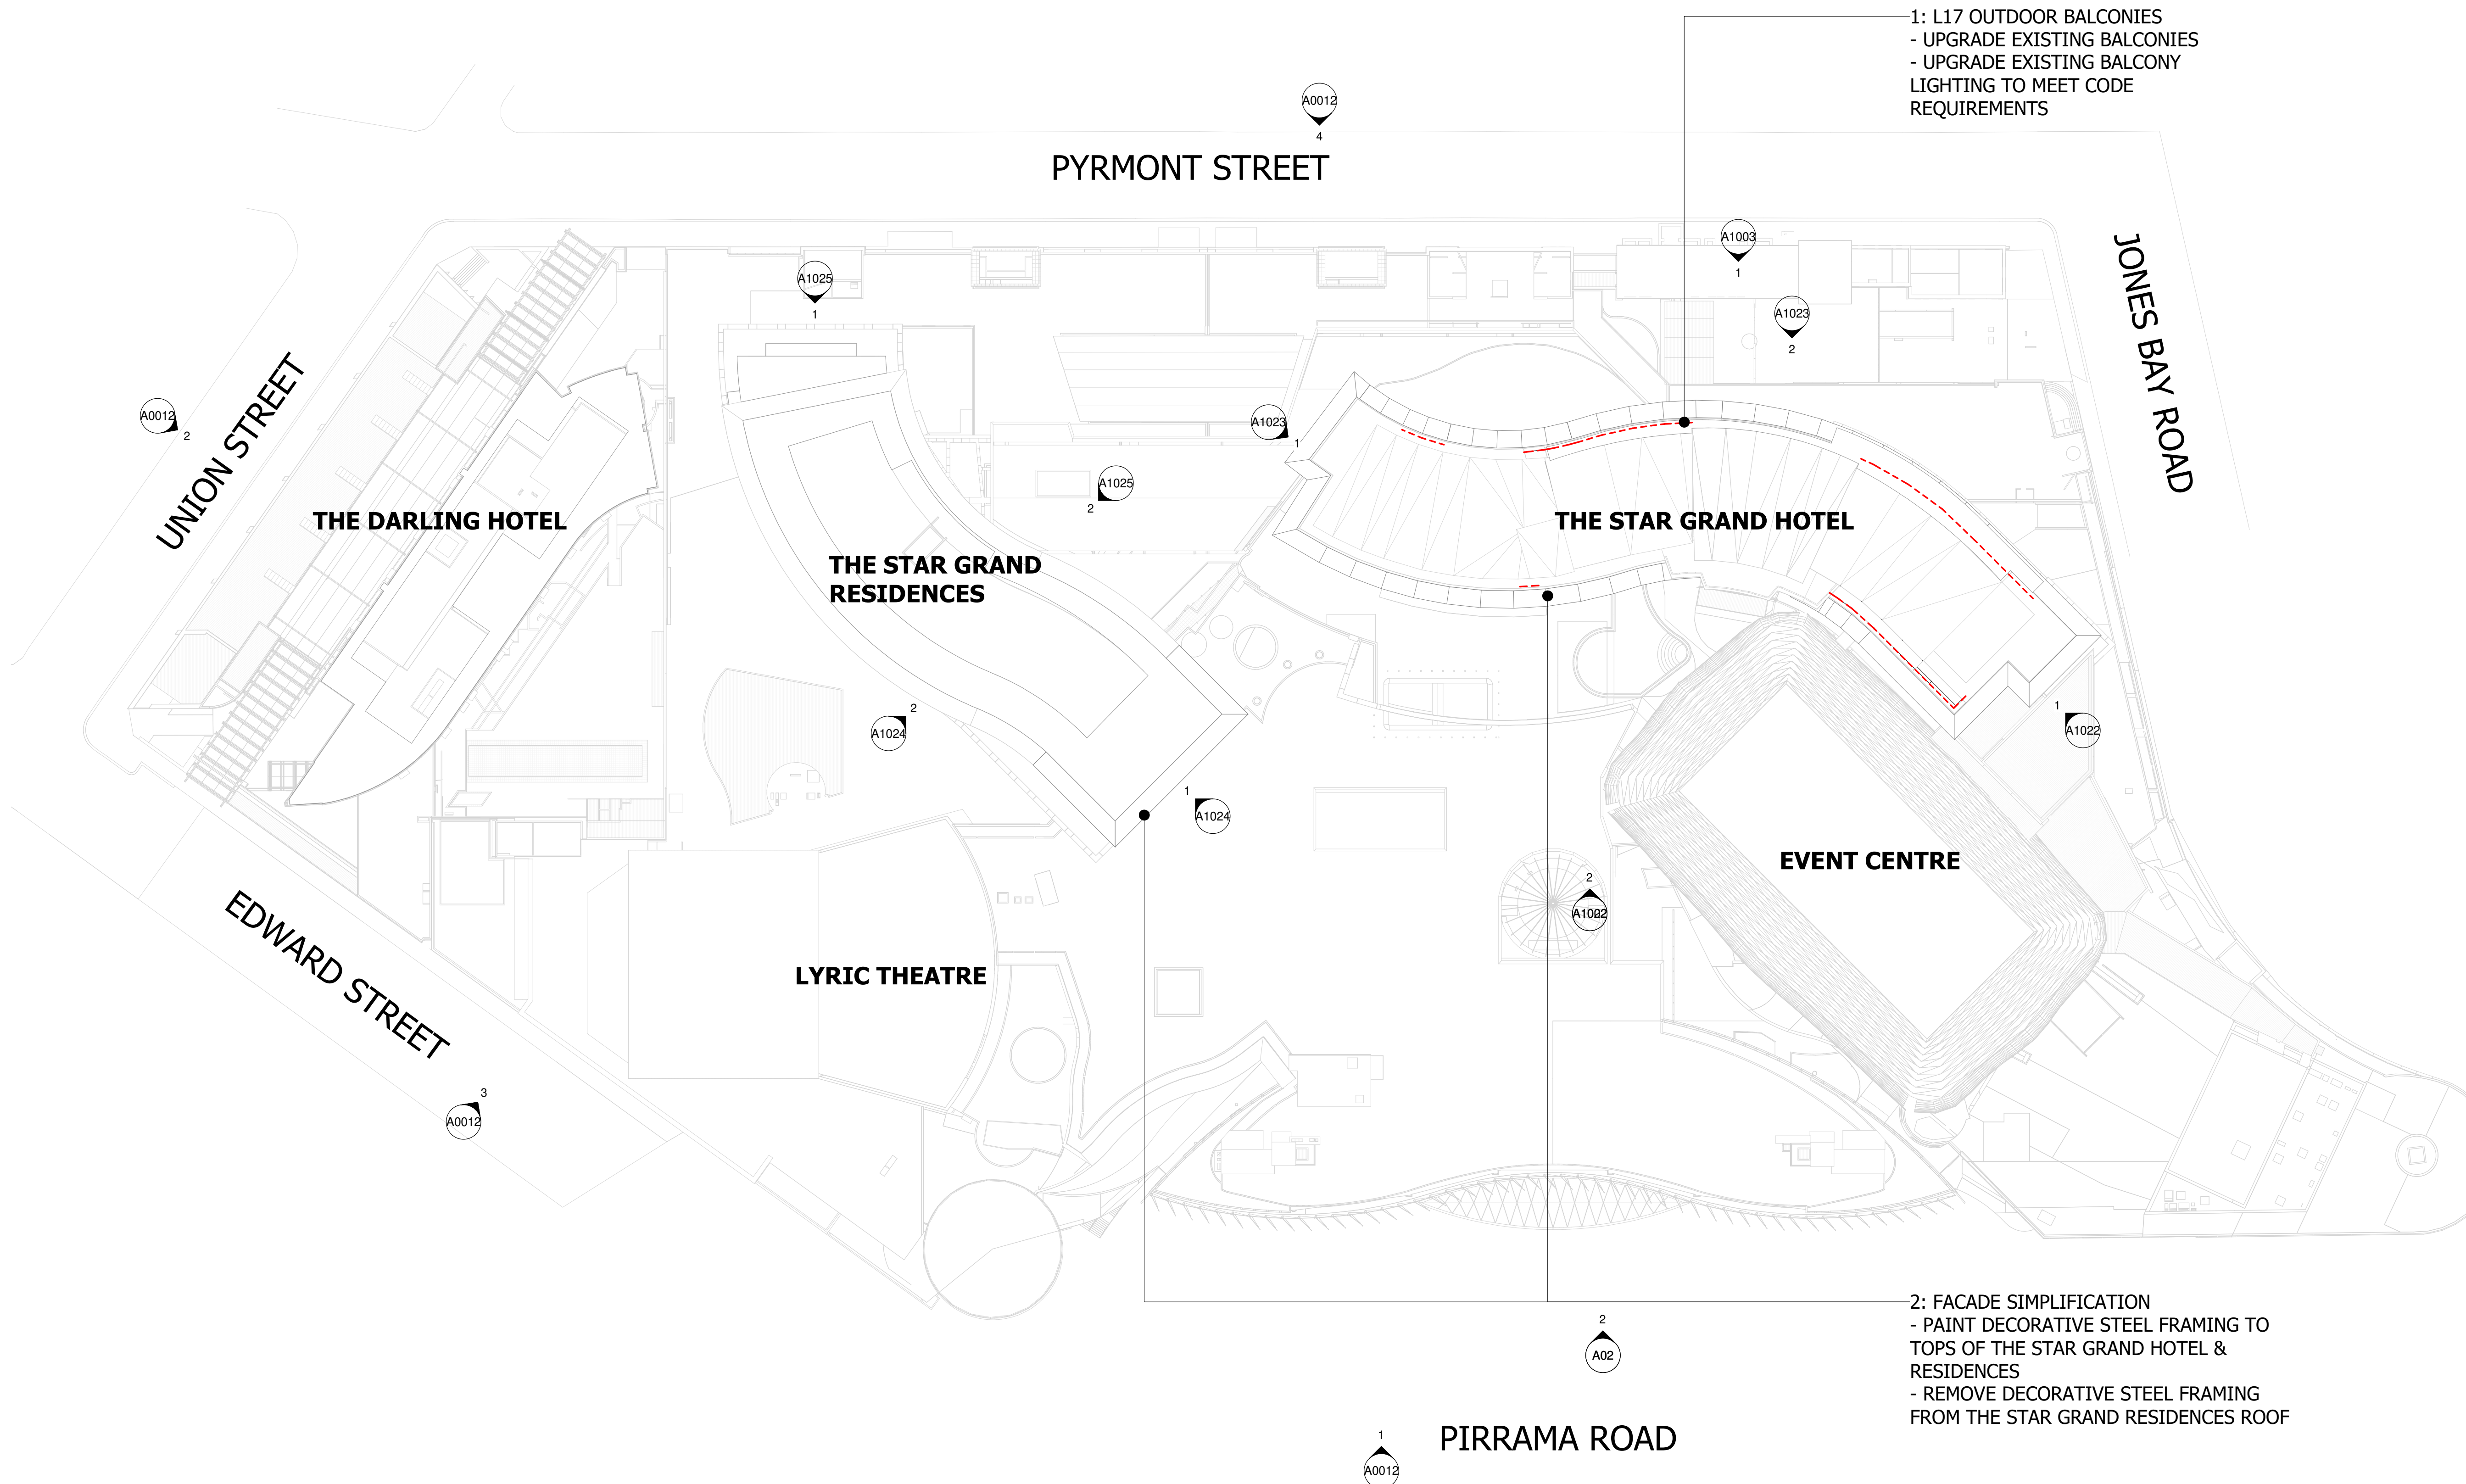 1: L17 OUTDOOR BALCONIES
- UPGRADE EXISTING BALCONIES
- UPGRADE EXISTING BALCONY
LIGHTING TO MEET CODE
REQUIREMENTS
A0012
4
PYRMONT STREET
A1003
1
A1025
1
A1023
2
JONES BAY ROAD
A0012
2
UNION STREET
A1023
1
A1025
2
THE DARLING HOTEL
THE STAR GRAND HOTEL
THE STAR GRAND
RESIDENCES
2
A1024
1
A1022
1
A1024
EVENT CENTRE
2
LYRIC THEATRE
EDWARD STREET
3
A0012
2: FACADE SIMPLIFICATION
- PAINT DECORATIVE STEEL FRAMING TO
TOPS OF THE STAR GRAND HOTEL &
RESIDENCES
- REMOVE DECORATIVE STEEL FRAMING
FROM THE STAR GRAND RESIDENCES ROOF
2
A02
PIRRAMA ROAD
1
A0012